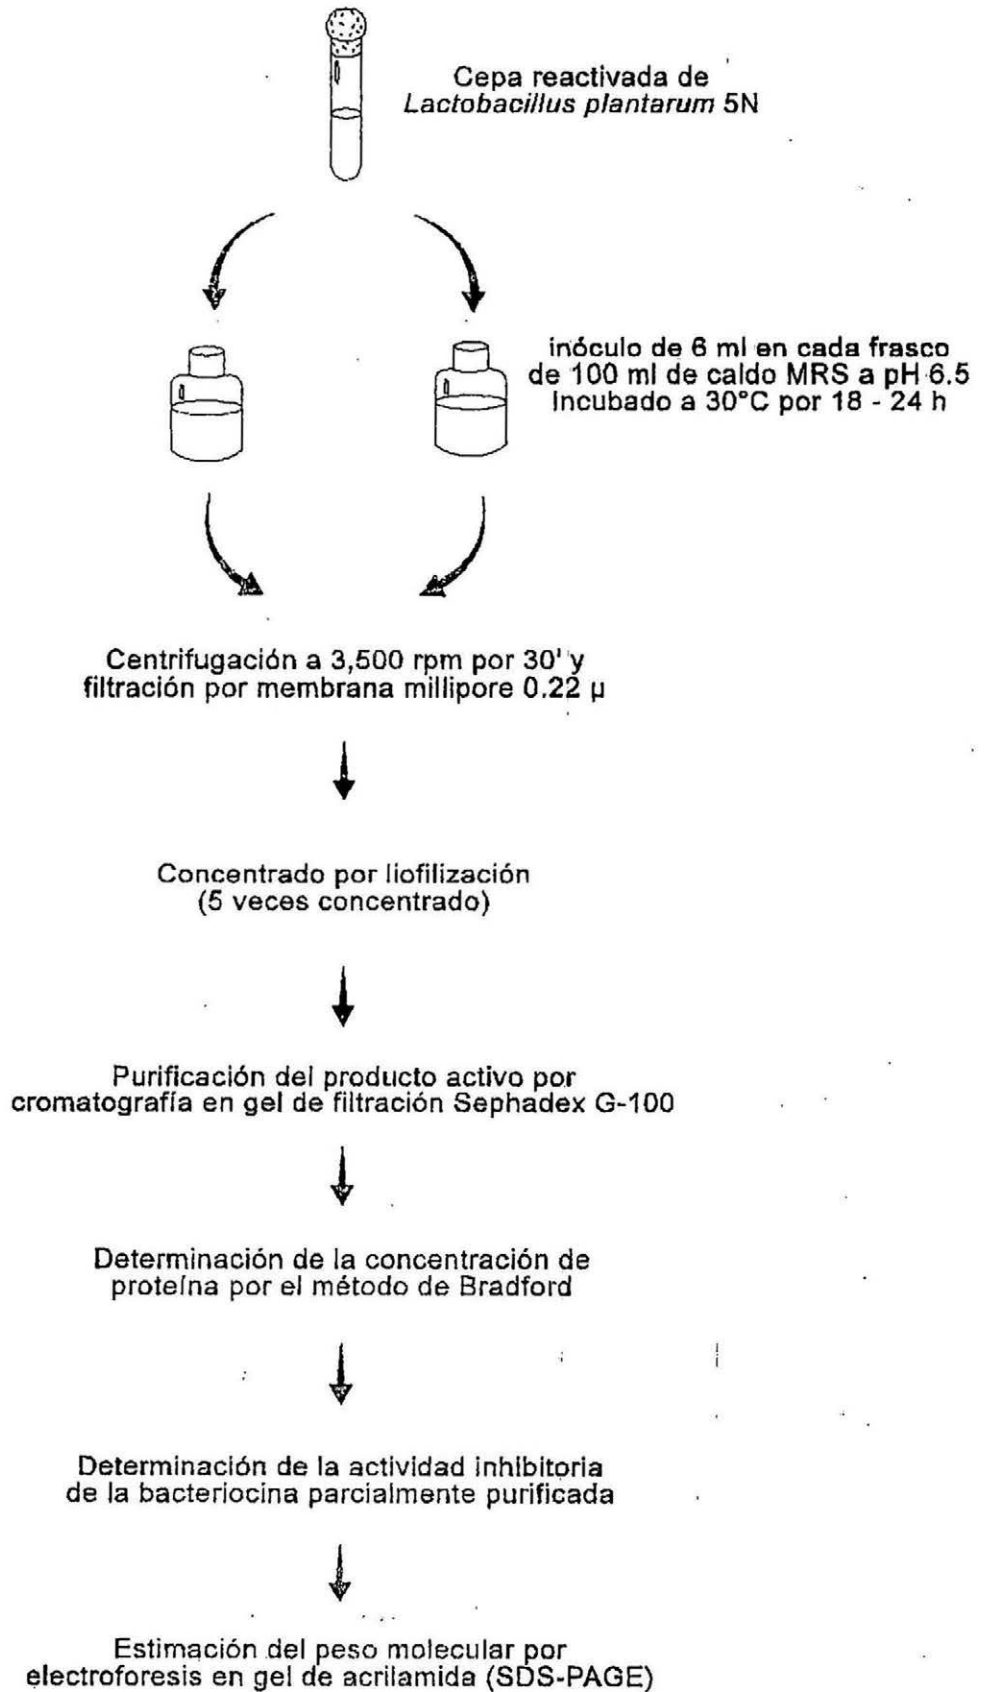 Cepa reactivada de
Lactobacillus plantarum 5N
inóculo de 6 ml en cada frasco
de 100 ml de caldo MRS a pH 6.5
Incubado a 30°C por 18 - 24 h
Centrifugación a 3,500 rpm por 30' y
filtración por membrana millipore 0.22 µ
Concentrado por liofilización
(5 veces concentrado)
Purificación del producto activo por
cromatografía en gel de filtración Sephadex G-100
Determinación de la concentración de
proteína por el método de Bradford
Determinación de la actividad inhibitoria
de la bacteriocina parcialmente purificada
Estimación del peso molecular por
electroforesis en gel de acrilamida (SDS-PAGE)